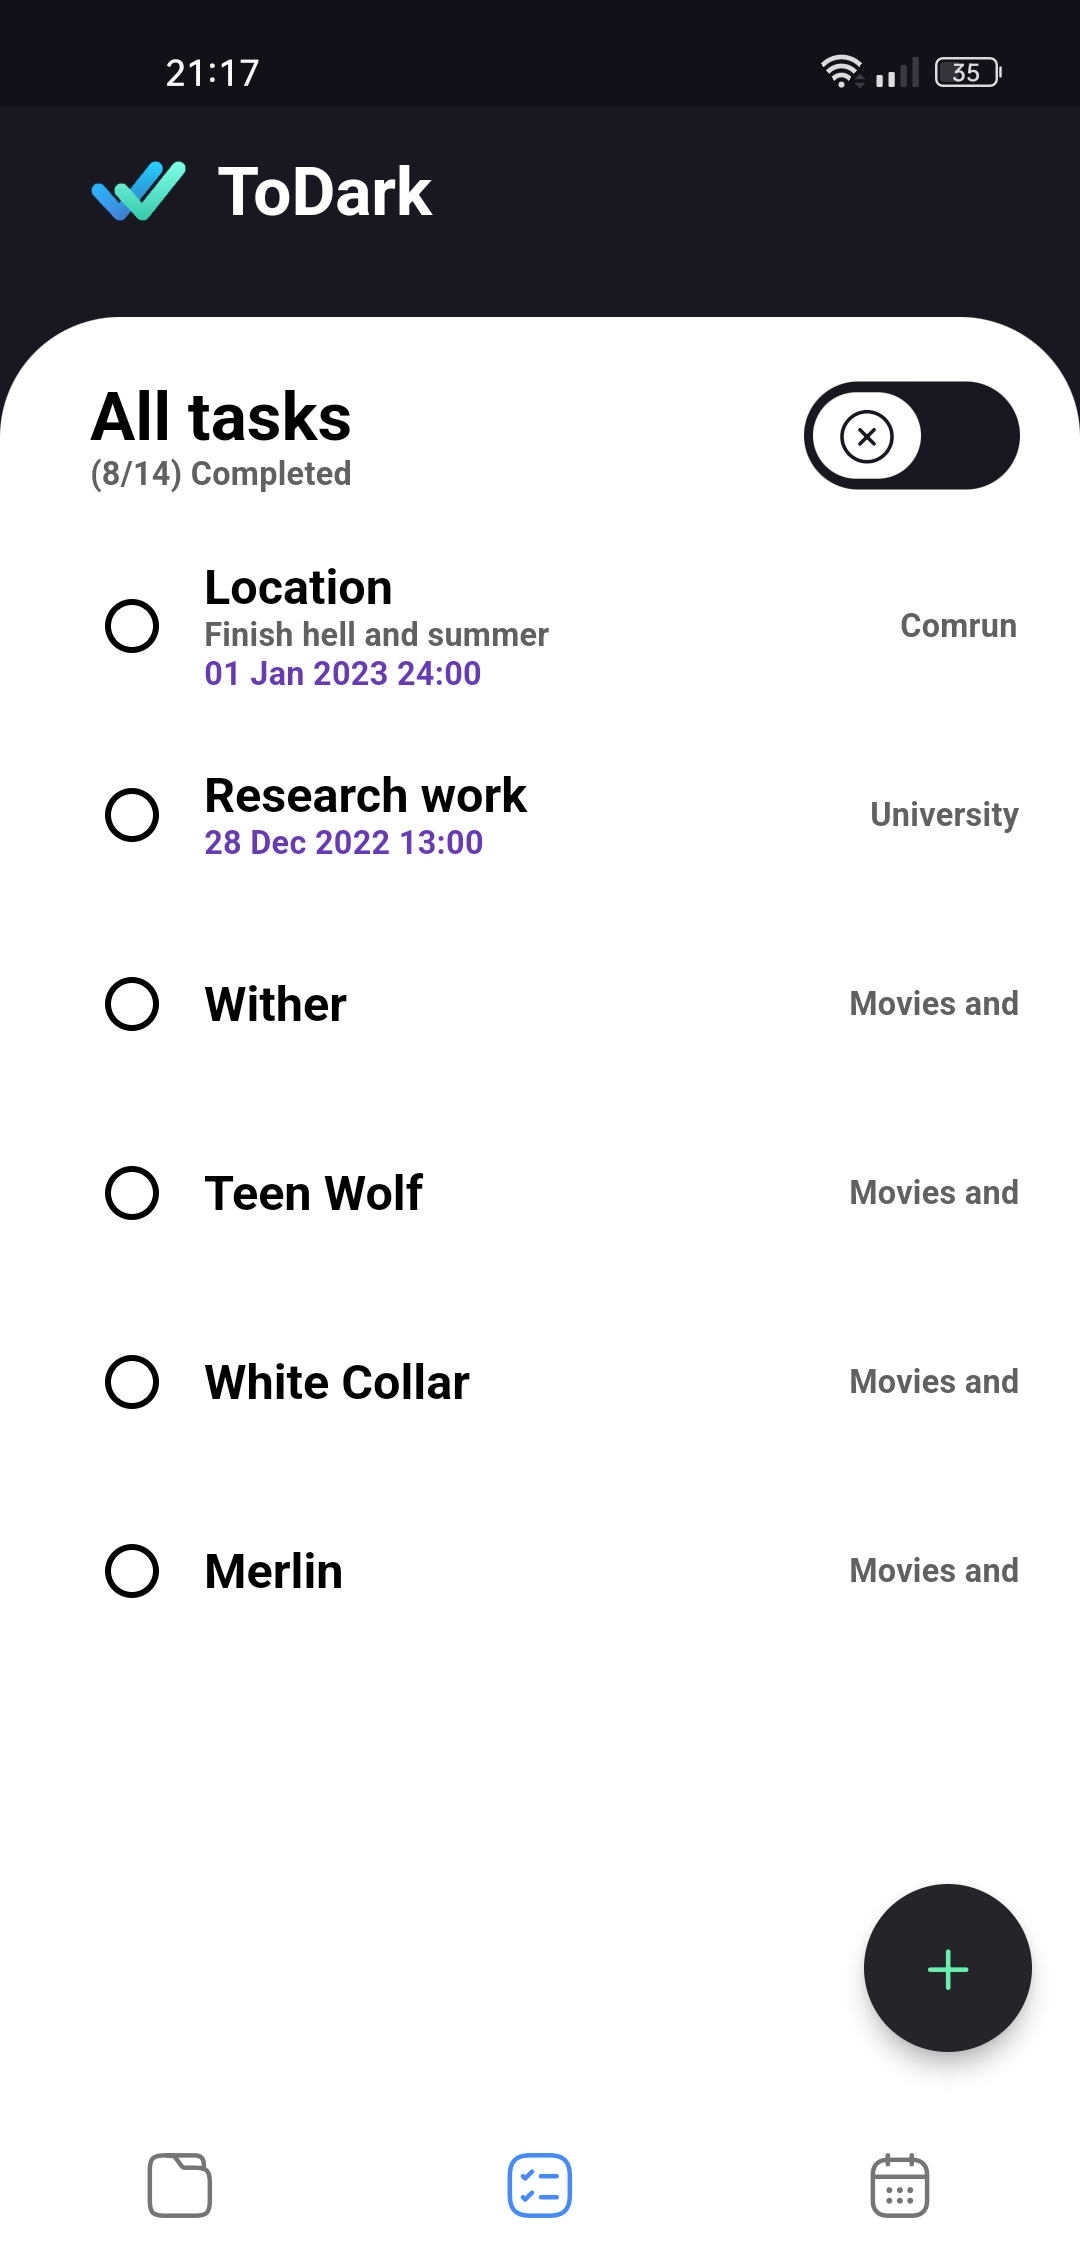 21:17
35
ToDark
All tasks
(8/14) Completed
Location
Finish hell and summer
01 Jan 2023 24:00
Comrun
Research work
28 Dec 2022 13:00
University
Wither
Movies and
Teen Wolf
Movies and
White Collar
Movies and
Merlin
Movies and